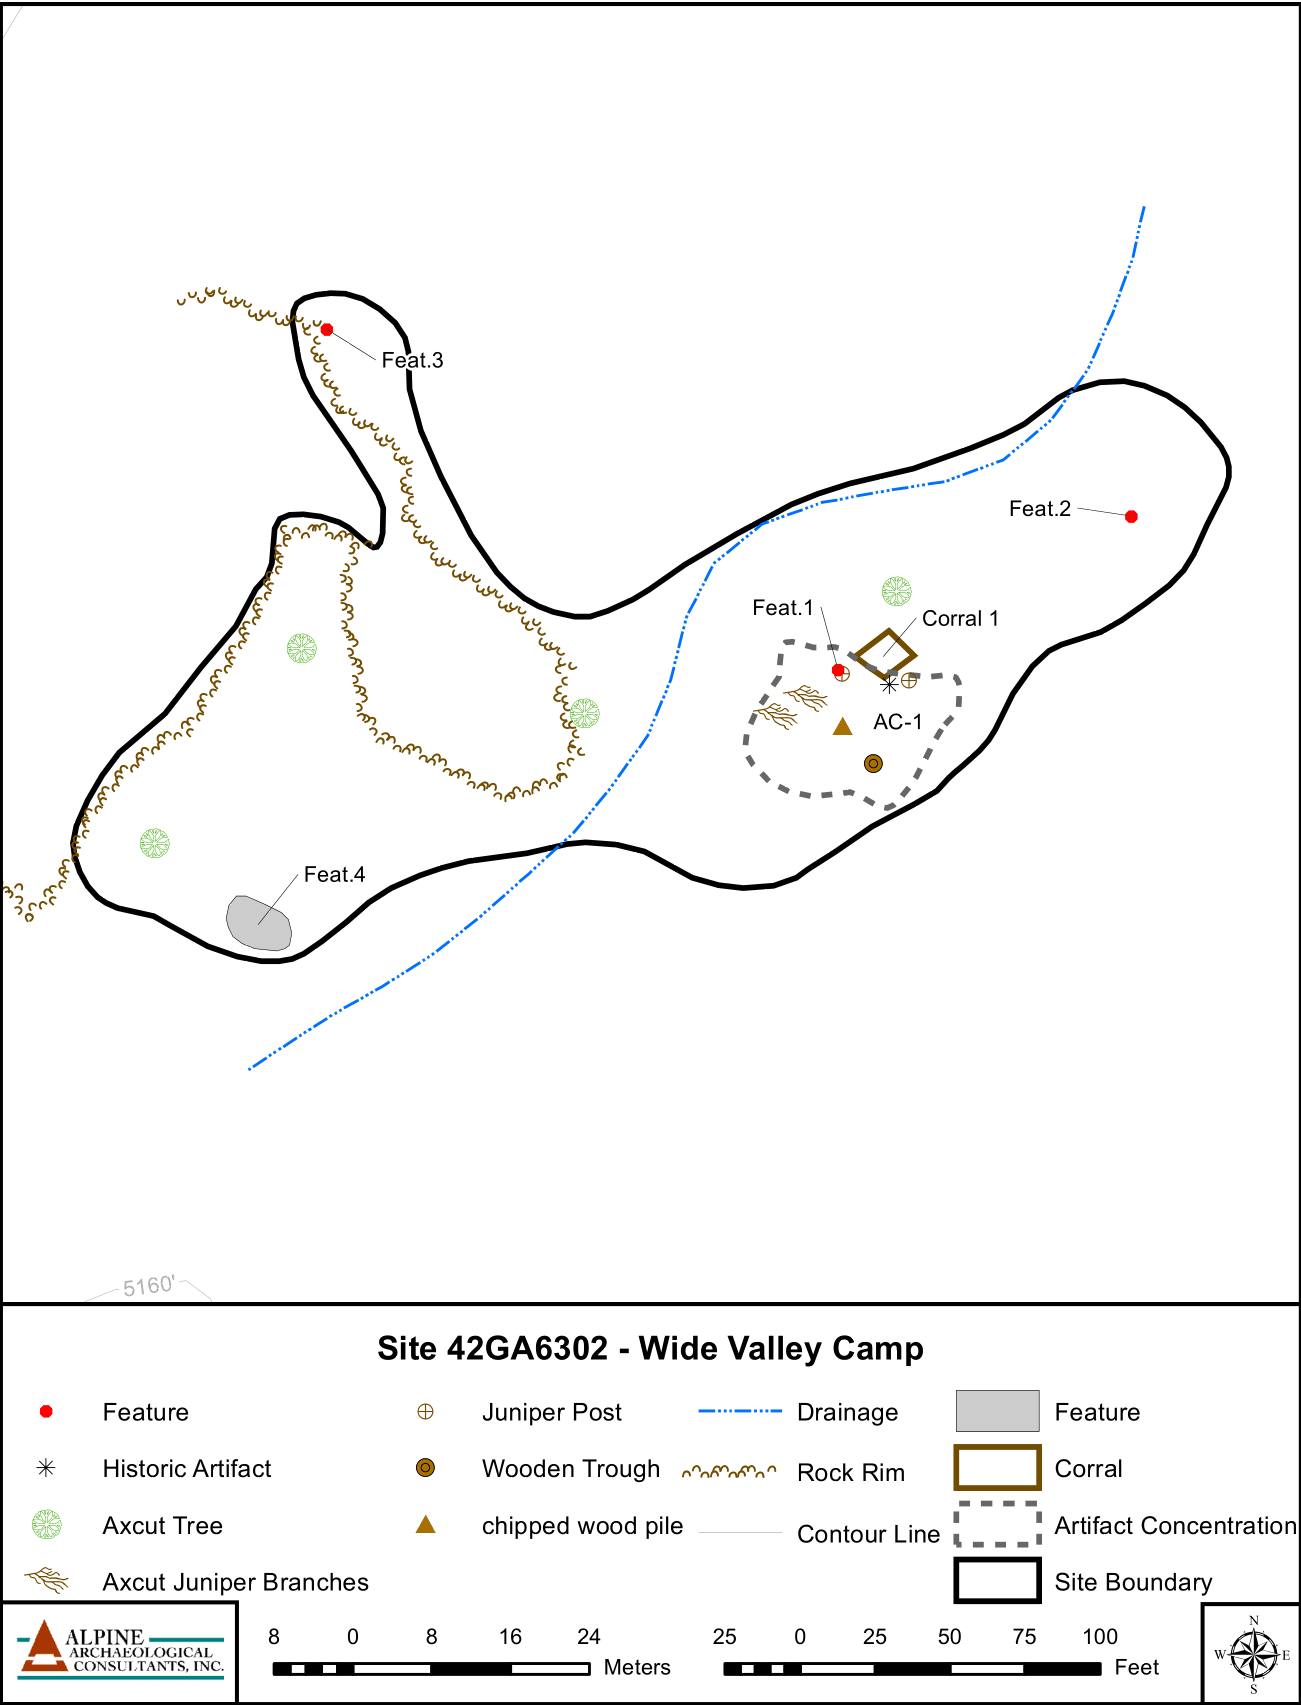 Feat.3
Feat.2
Feat.1
Corral 1
AC-1
Feat.4
5160'
Site 42GA6302 - Wide Valley Camp
Feature
Juniper Post
Drainage
Feature
Historic Artifact
Wooden Trough
Rock Rim
Corral
Axcut Tree
chipped wood pile
Contour Line
Artifact Concentration
Axcut Juniper Branches
Site Boundary
ALPINE
ARCHAEOLOGICAL
CONSULTANTS, INC.
8 0 8 16 24
Meters
25 0 25 50 75 100
Feet
N
W E
S